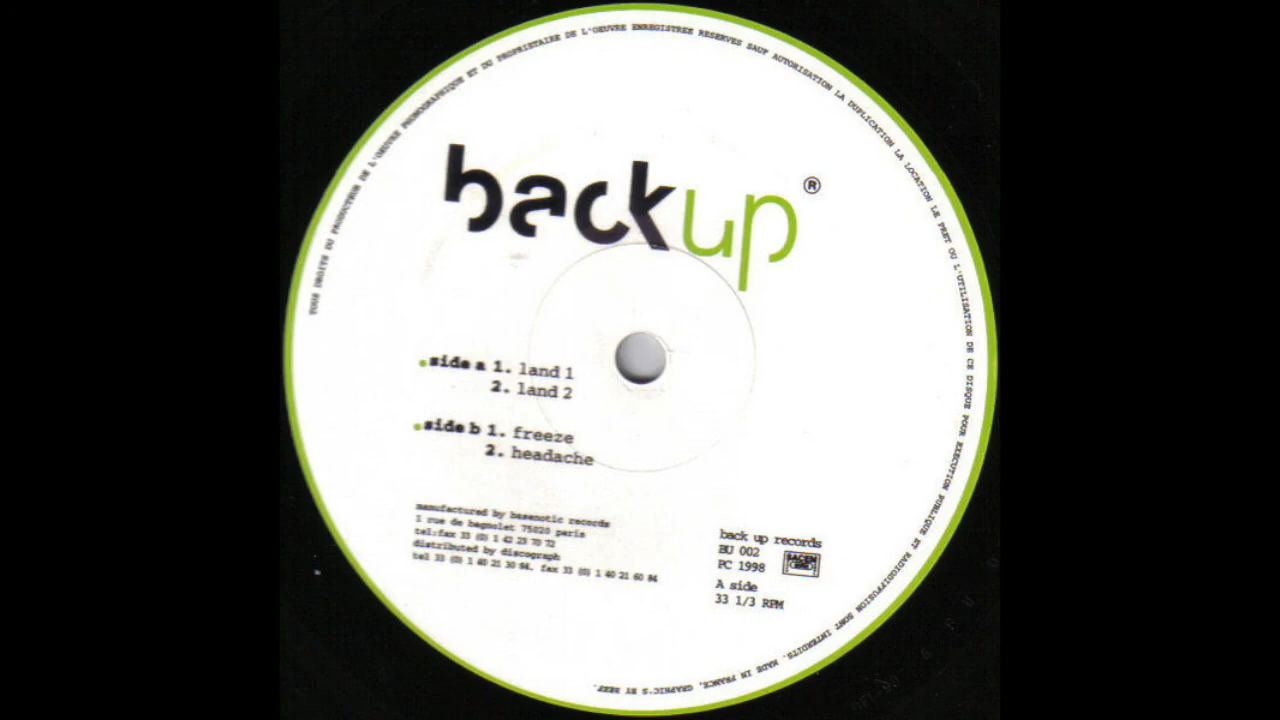 TOUS DROITS DU PRODUCTEUR DE L'OEUVRE PHONOGRAPHIQUE ET DU PROPRIETAIRE DE L'OEUVRE ENREGISTREE RESERVES SAUF AUTORISATION LA DUPLICATION LA LOCATION LE PRET OU L'UTILISATION DE CE DISQUE POUR EXECUTION PUBLIQUE ET RADIODIFFUSION SONT INTERDITS. MADE IN FRANCE. GRAPHIC'S BY BEEF.
backup®
•side a 1. land 1
2. land 2
•side b 1. freeze
2. headache
manufactured by basenotic records
1 rue de bagnolet 75020 paris
tel:fax 33 (0) 1 42 23 70 72
distributed by discograph
tel 33 (0) 1 40 21 30 84. fax 33 (0) 1 40 21 60 84
back up records
BU 002
PC 1998
SACEM
A side
33 1/3 RPM